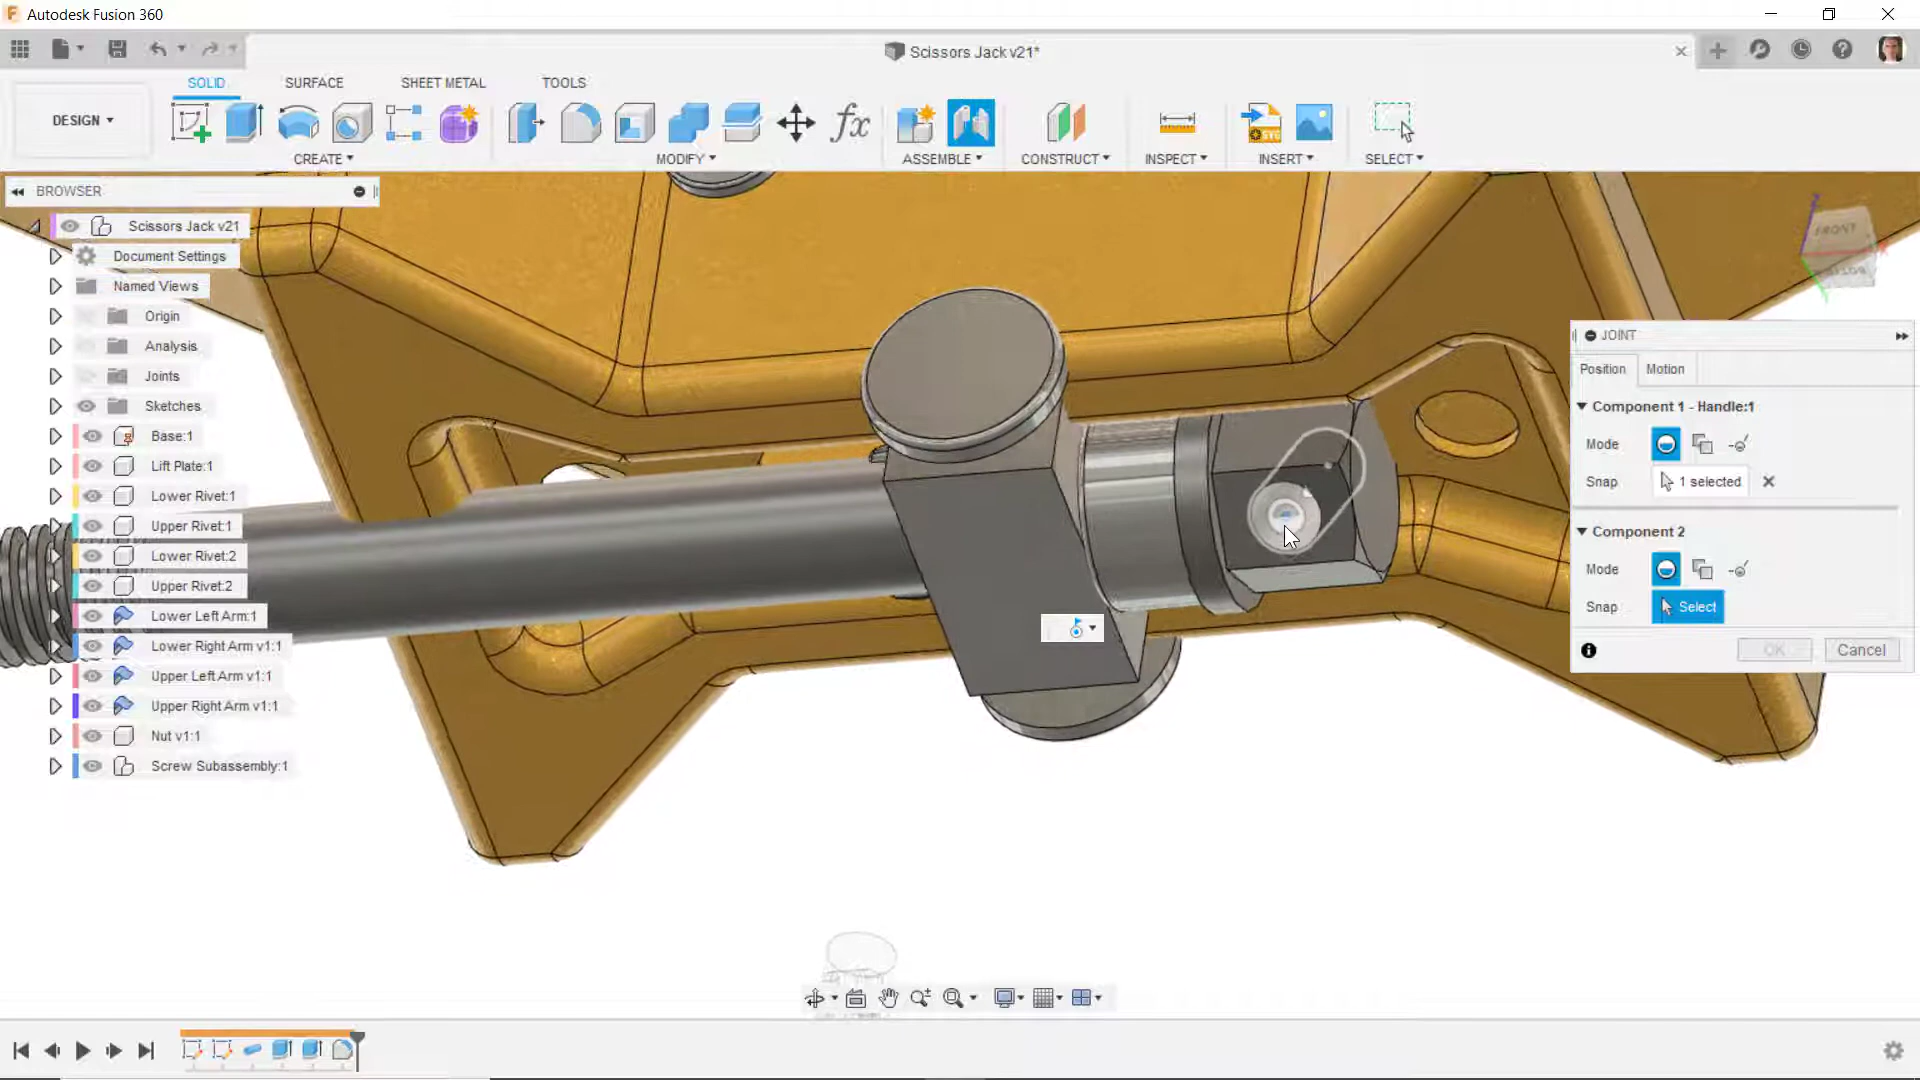 Autodesk Fusion 360
Scissors Jack v21*
SOLID
SURFACE
SHEET METAL
TOOLS
DESIGN
fx
SVG
CREATE
MODIFY
ASSEMBLE
CONSTRUCT
INSPECT
INSERT
SELECT
BROWSER
Scissors Jack v21
Document Settings
Named Views
Origin
Analysis
Joints
Sketches
Base:1
Lift Plate:1
Lower Rivet:1
Upper Rivet:1
Lower Rivet:2
Upper Rivet:2
Lower Left Arm:1
Lower Right Arm v1:1
Upper Left Arm v1:1
Upper Right Arm v1:1
Nut v1:1
Screw Subassembly:1
FRONT
JOINT
Position
Motion
Component 1 - Handle:1
Mode
Snap
1 selected
Component 2
Mode
Snap
Select
OK
Cancel